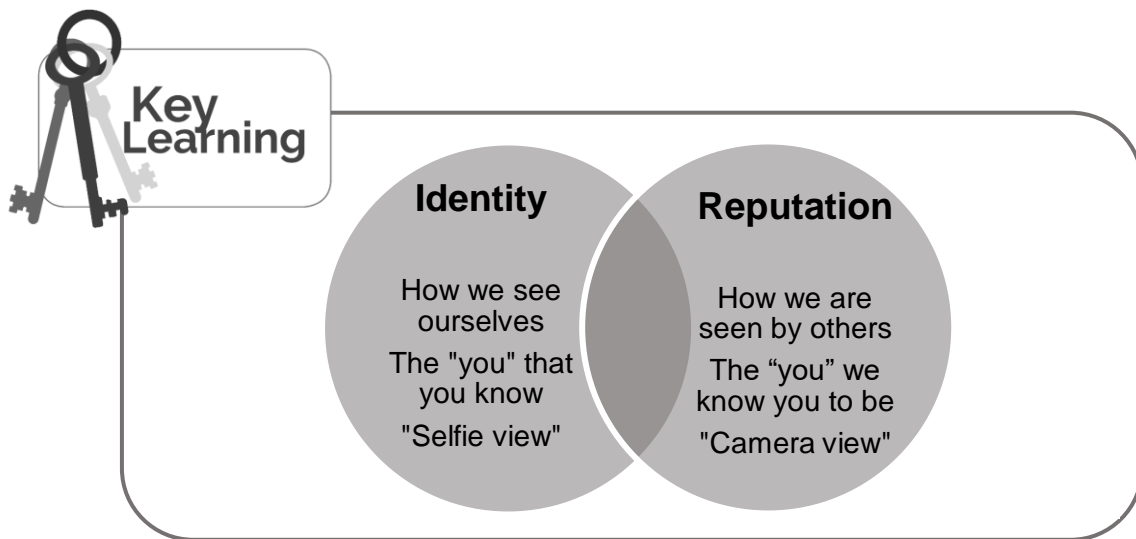 Key
Learning
Identity
How we see
ourselves
The "you" that
you know
"Selfie view"
Reputation
How we are
seen by others
The “you” we
know you to be
"Camera view"